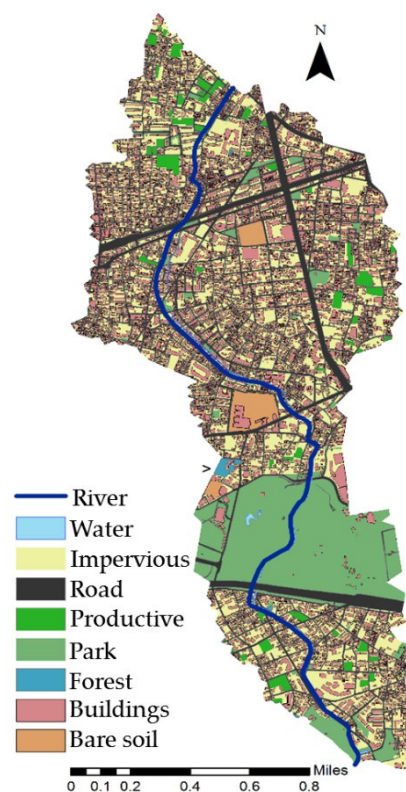 N
>
River
Water
Impervious
Road
Productive
Park
Forest
Buildings
Bare soil
Miles
0 0.1 0.2 0.4 0.6 0.8